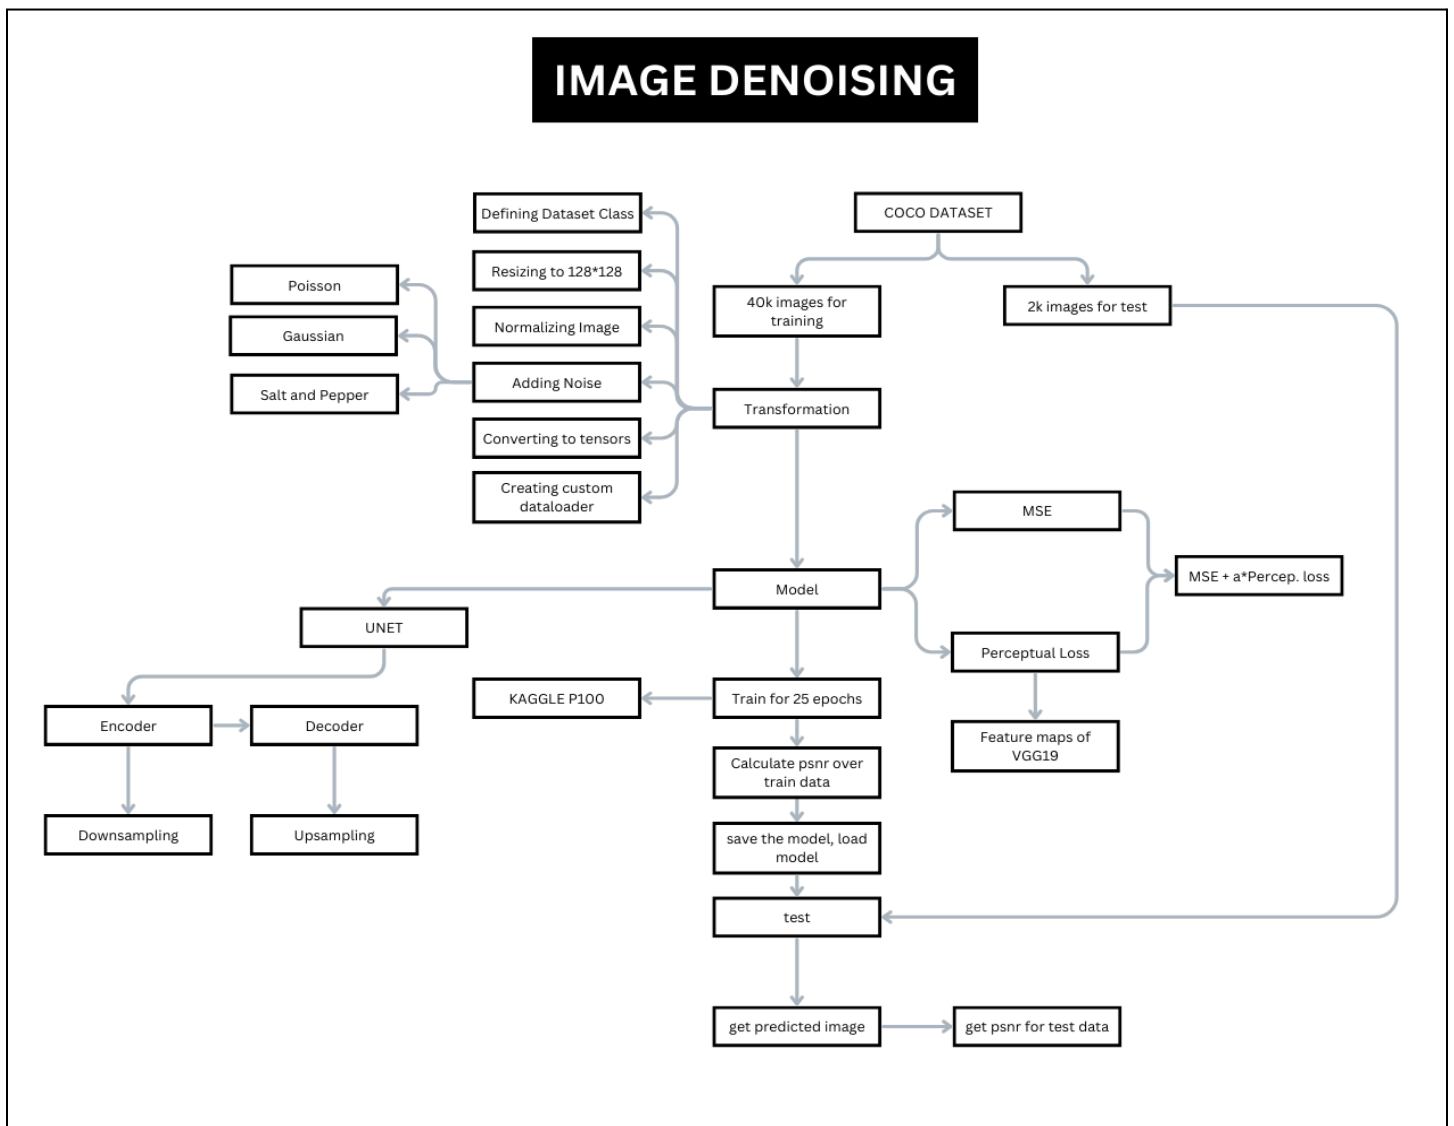 IMAGE DENOISING
COCO DATASET
40k images for
training
2k images for test
Transformation
Defining Dataset Class
Resizing to 128*128
Normalizing Image
Adding Noise
Converting to tensors
Creating custom
dataloader
Poisson
Gaussian
Salt and Pepper
Model
MSE
Perceptual Loss
MSE + a*Percep. loss
Feature maps of
VGG19
UNET
Encoder
Decoder
Downsampling
Upsampling
Train for 25 epochs
KAGGLE P100
Calculate psnr over
train data
save the model, load
model
test
get predicted image
get psnr for test data